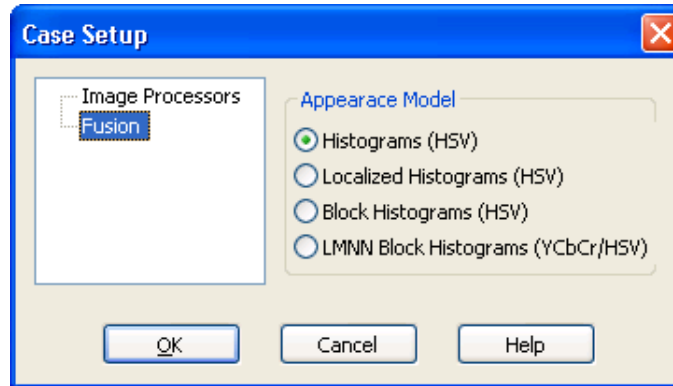 Case Setup
Image Processors
Fusion
Appearace Model
Histograms (HSV)
Localized Histograms (HSV)
Block Histograms (HSV)
LMNN Block Histograms (YCbCr/HSV)
OK
Cancel
Help